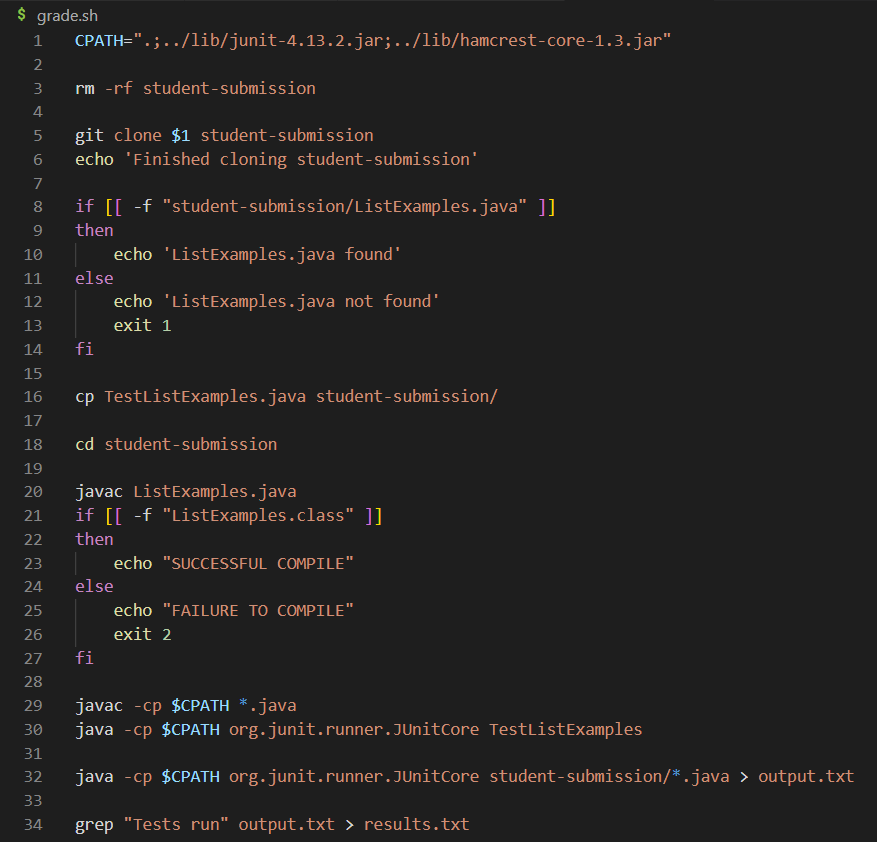 $ grade.sh
1 CPATH=".;../lib/junit-4.13.2.jar;../lib/hamcrest-core-1.3.jar"
2
3 rm -rf student-submission
4
5 git clone $1 student-submission
6 echo 'Finished cloning student-submission'
7
8 if [[ -f "student-submission/ListExamples.java" ]]
9 then
10     echo 'ListExamples.java found'
11 else
12     echo 'ListExamples.java not found'
13     exit 1
14 fi
15
16 cp TestListExamples.java student-submission/
17
18 cd student-submission
19
20 javac ListExamples.java
21 if [[ -f "ListExamples.class" ]]
22 then
23     echo "SUCCESSFUL COMPILE"
24 else
25     echo "FAILURE TO COMPILE"
26     exit 2
27 fi
28
29 javac -cp $CPATH *.java
30 java -cp $CPATH org.junit.runner.JUnitCore TestListExamples
31
32 java -cp $CPATH org.junit.runner.JUnitCore student-submission/*.java > output.txt
33
34 grep "Tests run" output.txt > results.txt